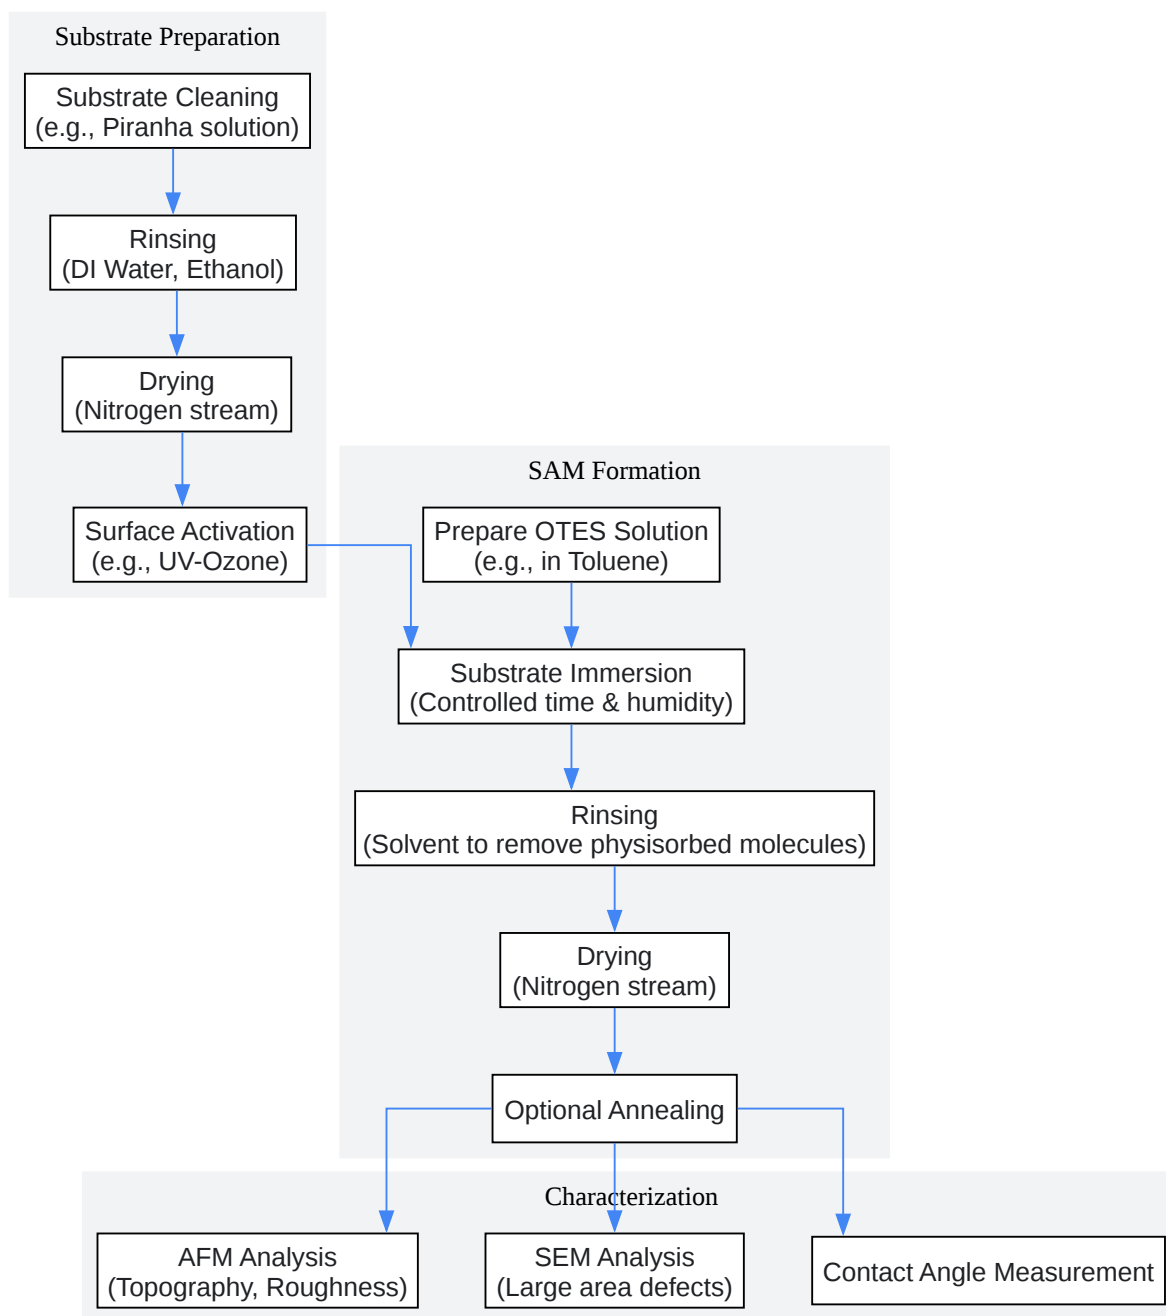 Substrate Preparation
Substrate Cleaning
(e.g., Piranha solution)
Rinsing
(DI Water, Ethanol)
Drying
(Nitrogen stream)
Surface Activation
(e.g., UV-Ozone)
SAM Formation
Prepare OTES Solution
(e.g., in Toluene)
Substrate Immersion
(Controlled time & humidity)
Rinsing
(Solvent to remove physisorbed molecules)
Drying
(Nitrogen stream)
Optional Annealing
Characterization
AFM Analysis
(Topography, Roughness)
SEM Analysis
(Large area defects)
Contact Angle Measurement